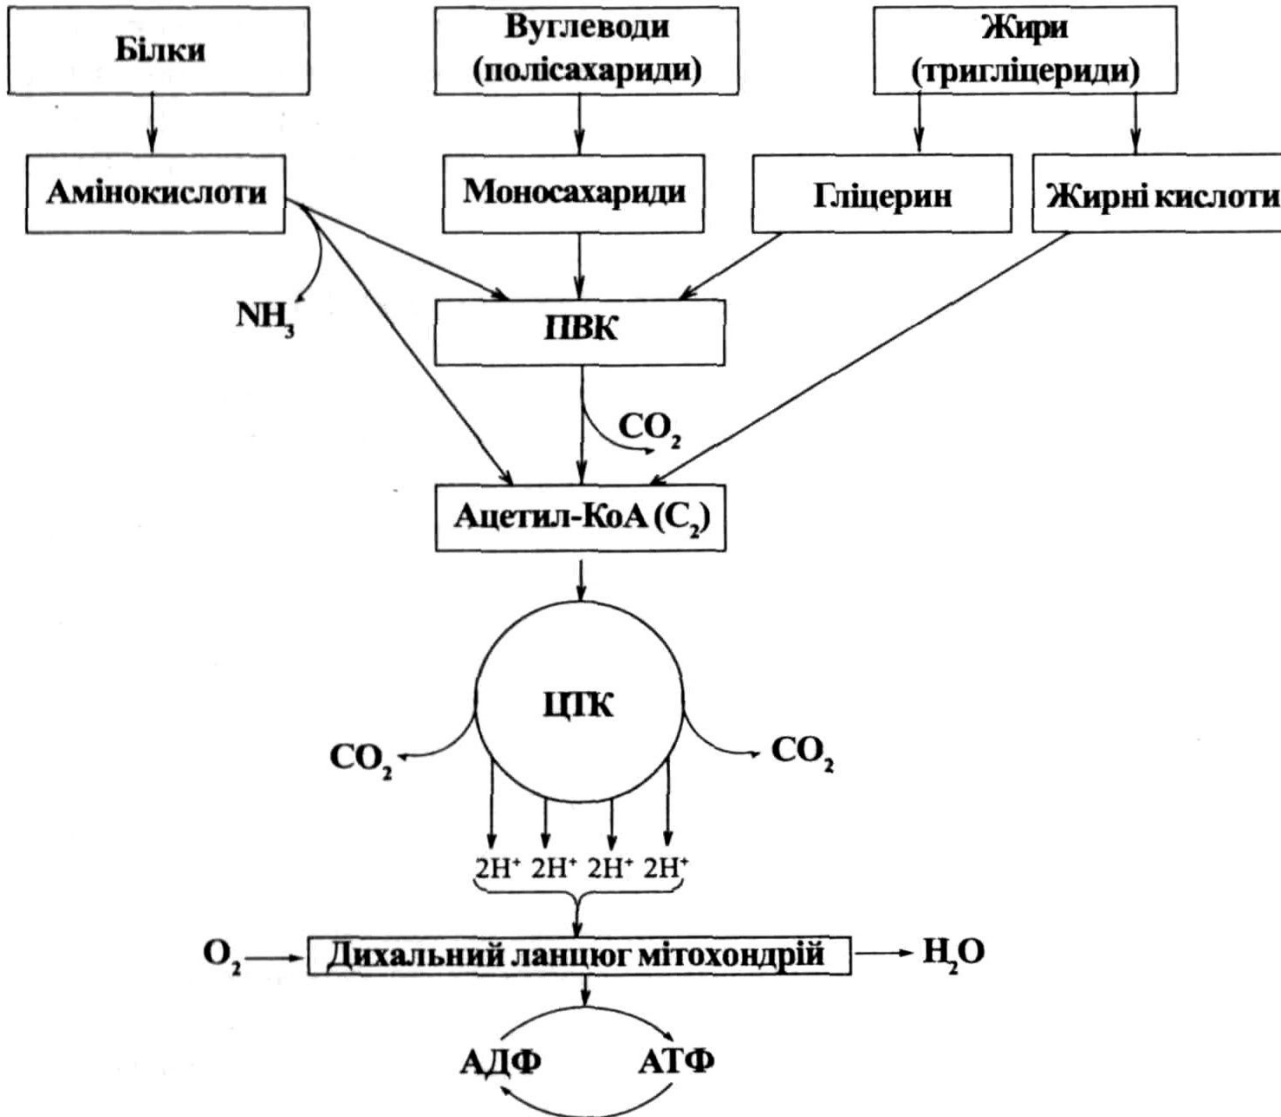 Білки
Вуглеводи
(полісахариди)
Жири
(тригліцериди)
Амінокислоти
Моносахариди
Гліцерин
Жирні кислоти
NH₃
ПВК
CO₂
Ацетил-КоА (C₂)
ЦТК
CO₂
CO₂
2H⁺ 2H⁺ 2H⁺ 2H⁺
O₂
Дихальний ланцюг мітохондрій
H₂O
АДФ
АТФ